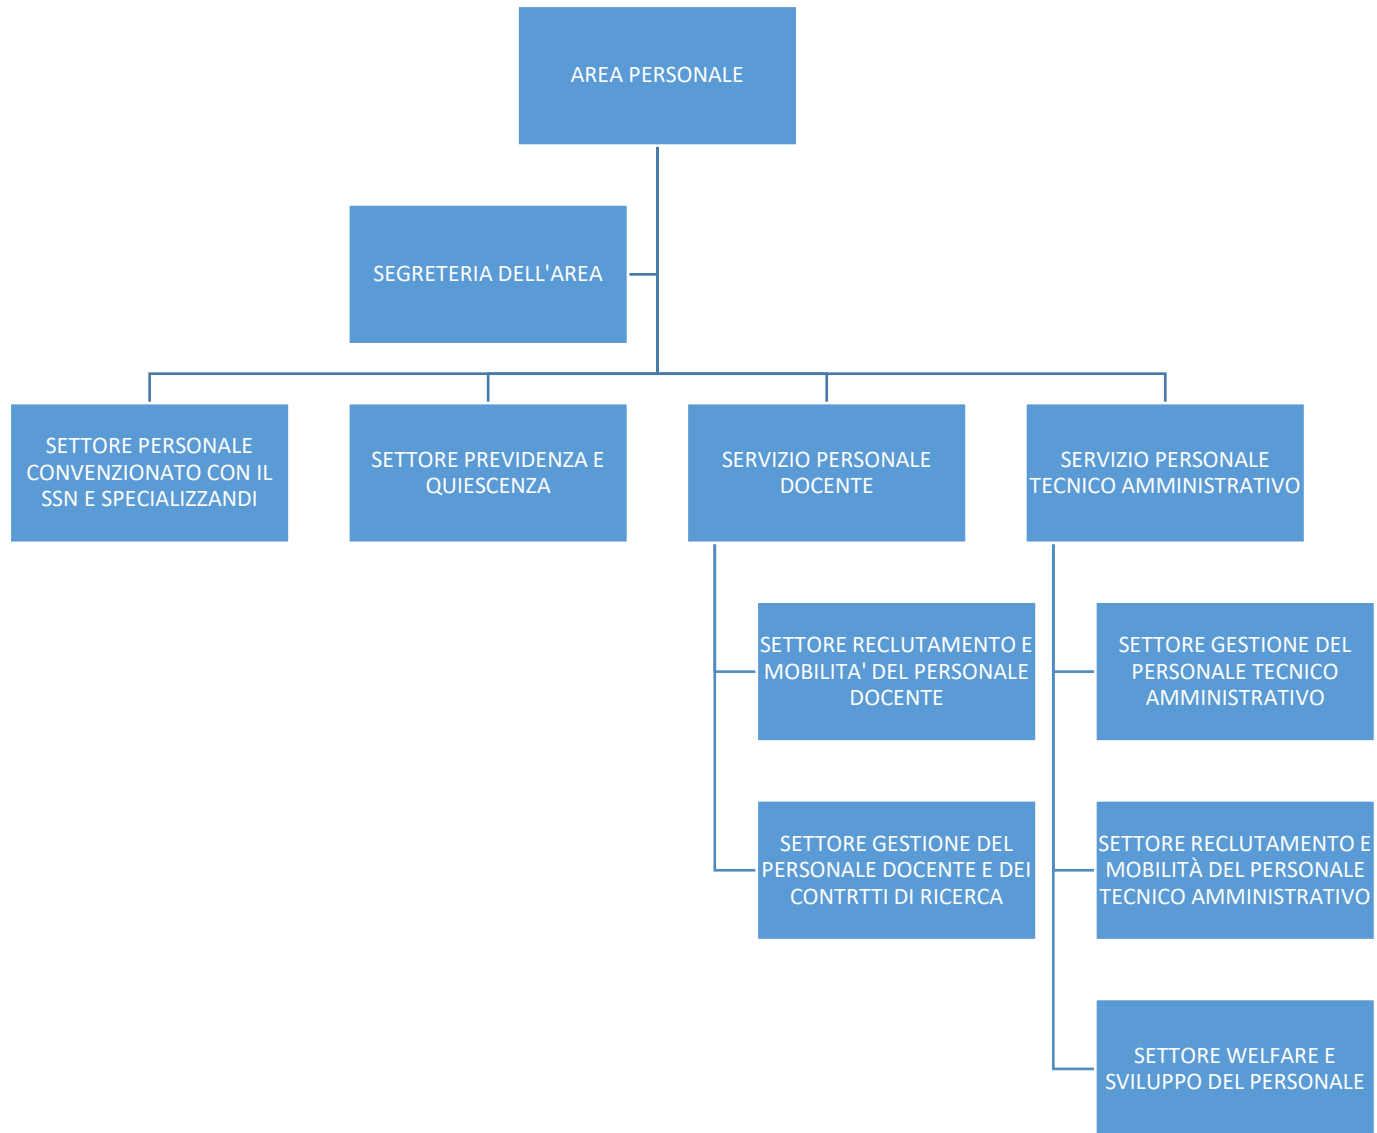 AREA PERSONALE
SEGRETERIA DELL'AREA
SETTORE PERSONALE
CONVENZIONATO CON IL
SSN E SPECIALIZZANDI
SETTORE PREVIDENZA E
QUIESCENZA
SERVIZIO PERSONALE
DOCENTE
SERVIZIO PERSONALE
TECNICO AMMINISTRATIVO
SETTORE RECLUTAMENTO E
MOBILITA' DEL PERSONALE
DOCENTE
SETTORE GESTIONE DEL
PERSONALE TECNICO
AMMINISTRATIVO
SETTORE GESTIONE DEL
PERSONALE DOCENTE E DEI
CONTRTTI DI RICERCA
SETTORE RECLUTAMENTO E
MOBILITÀ DEL PERSONALE
TECNICO AMMINISTRATIVO
SETTORE WELFARE E
SVILUPPO DEL PERSONALE